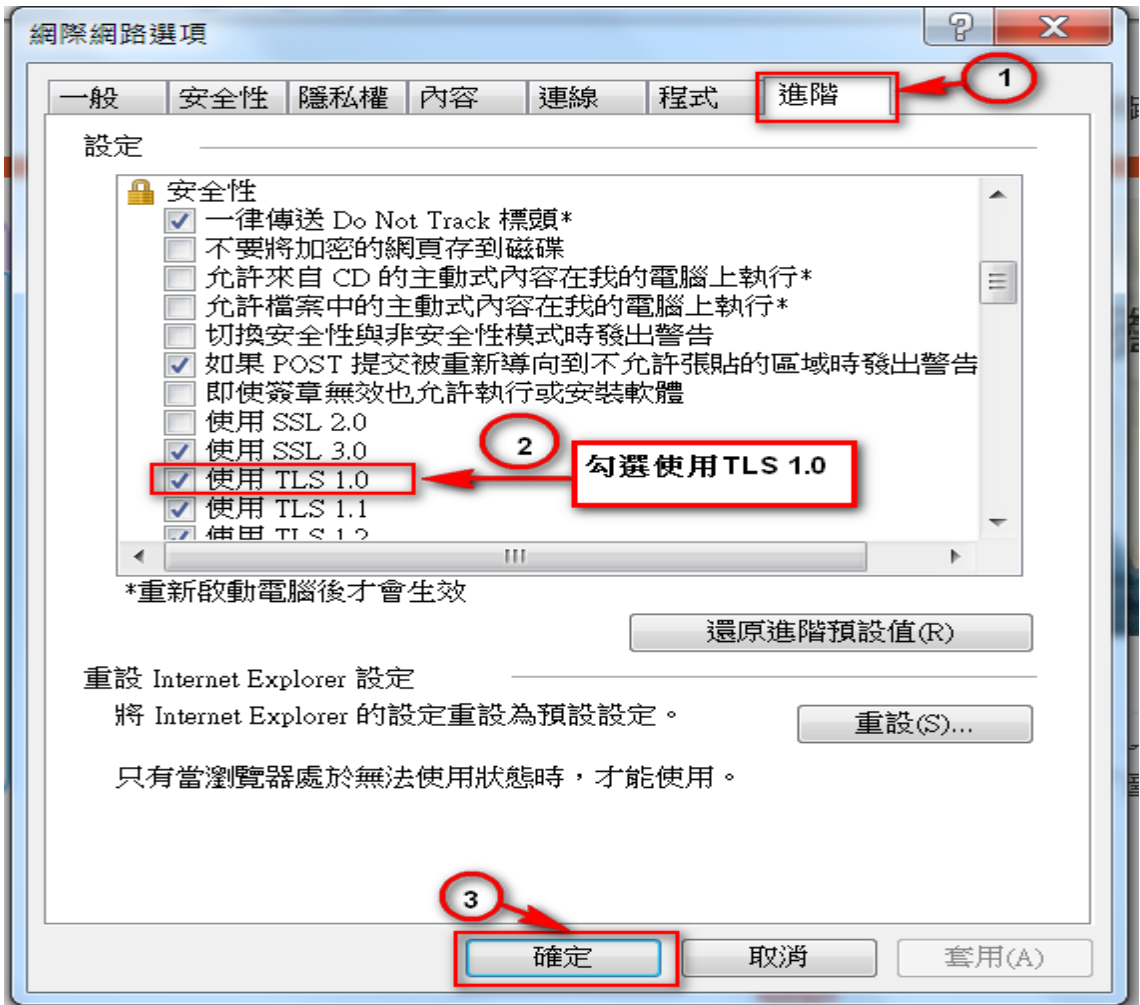 網際網路選項
一般 安全性 隱私權 內容 連線 程式 進階 1
設定
安全性
一律傳送 Do Not Track 標頭*
不要將加密的網頁存到磁碟
允許來自 CD 的主動式內容在我的電腦上執行*
允許檔案中的主動式內容在我的電腦上執行*
切換安全性與非安全性模式時發出警告
如果 POST 提交被重新導向到不允許張貼的區域時發出警告
即使簽章無效也允許執行或安裝軟體
使用 SSL 2.0
使用 SSL 3.0
2
勾選使用TLS 1.0
使用 TLS 1.0
使用 TLS 1.1
使用 TLS 1.2
*重新啟動電腦後才會生效
還原進階預設值(R)
重設 Internet Explorer 設定
將 Internet Explorer 的設定重設為預設設定。
重設(S)...
只有當瀏覽器處於無法使用狀態時，才能使用。
3
確定 取消 套用(A)